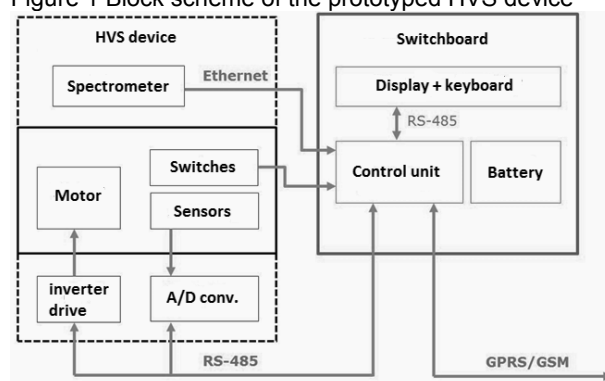 Figure 1 Block scheme of the prototyped HVS device
HVS device
Switchboard
Spectrometer
Ethernet
Display + keyboard
RS-485
Switches
Control unit
Battery
Motor
Sensors
inverter
drive
A/D conv.
RS-485
GPRS/GSM